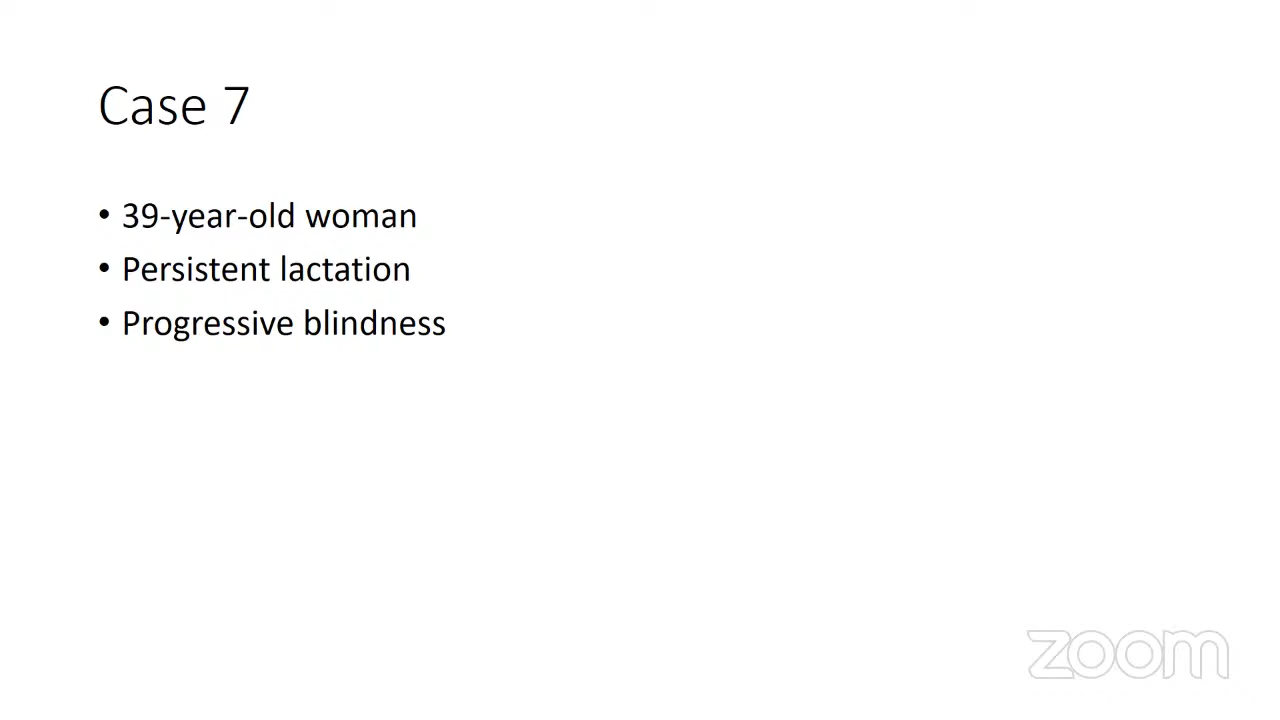 Case 7
• 39-year-old woman
• Persistent lactation
• Progressive blindness
zoom